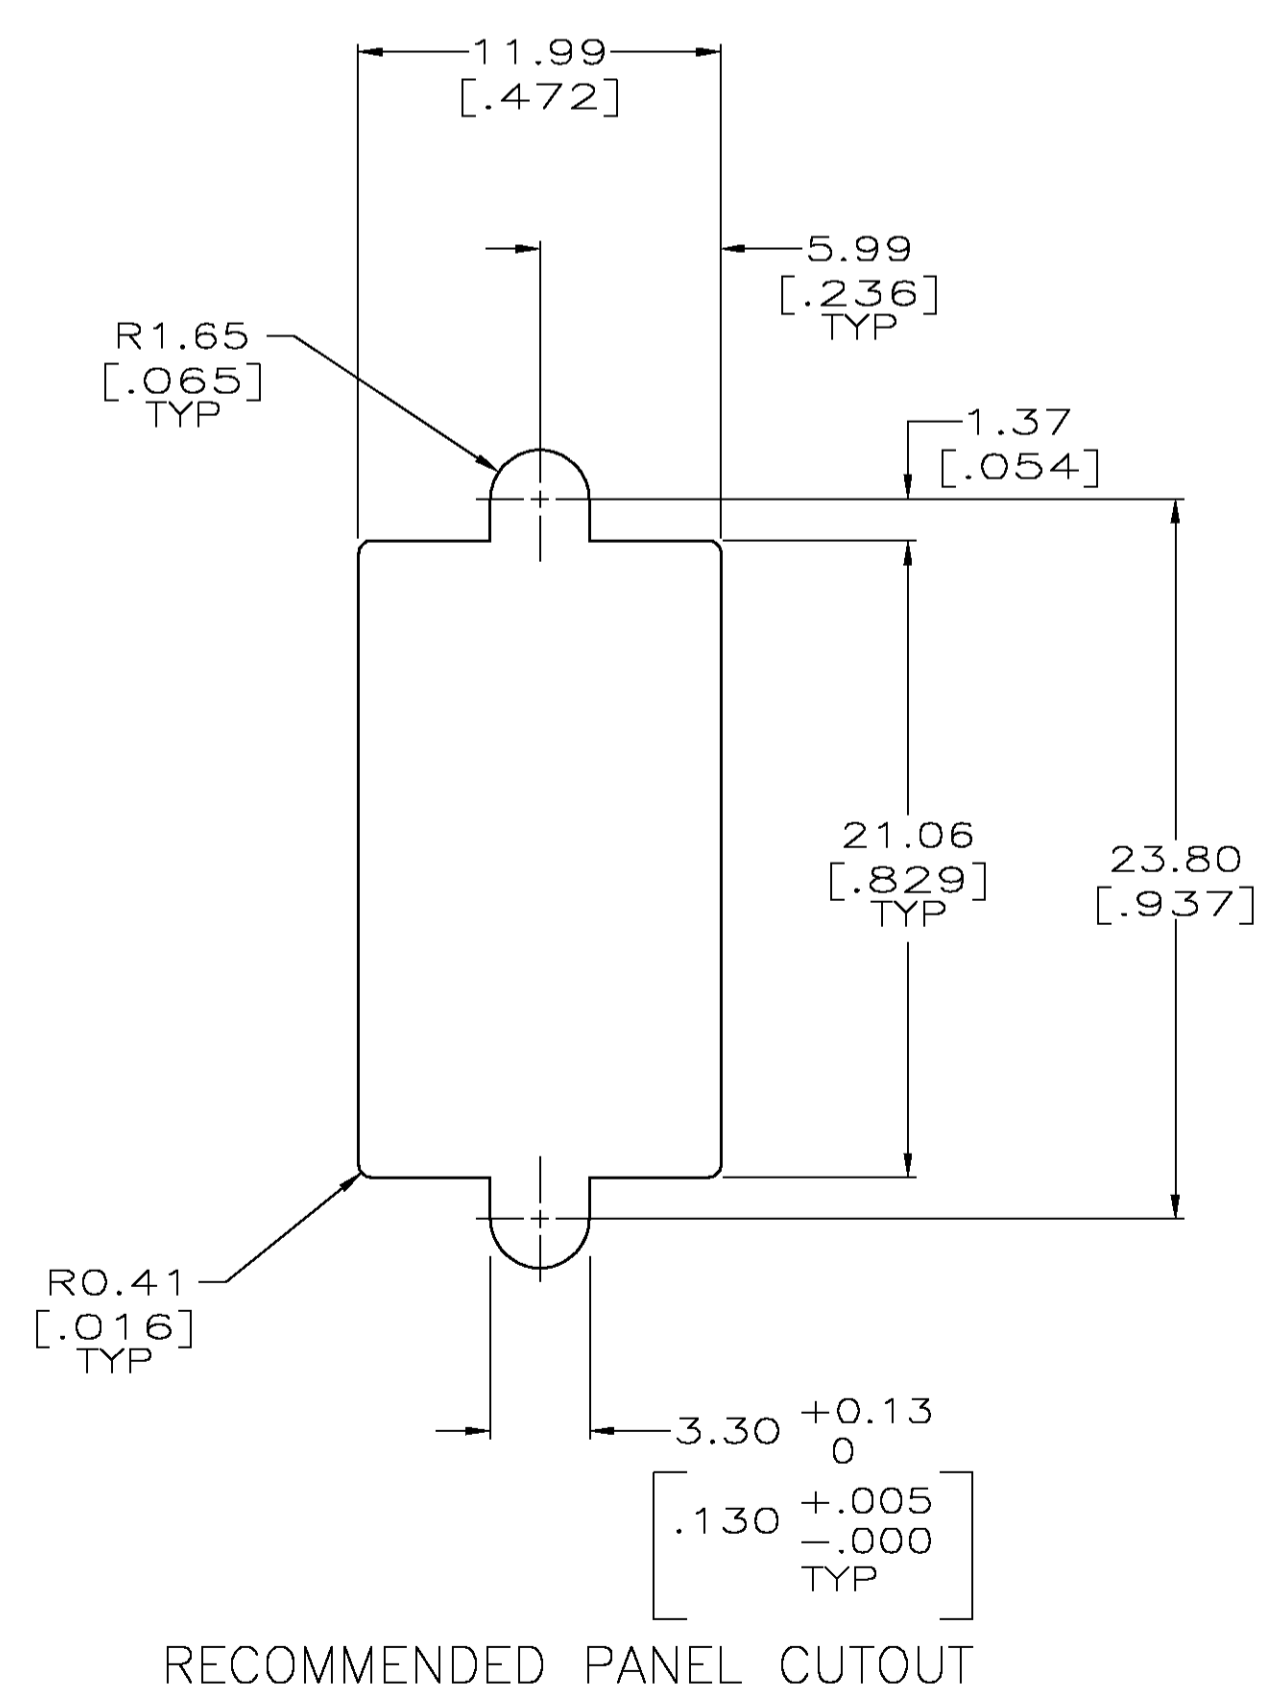 11.99
[.472]
5.99
[.236]
TYP
R1.65
[.065]
TYP
1.37
[.054]
21.06
[.829]
TYP
23.80
[.937]
R0.41
[.016]
TYP
3.30 +0.13
0
.130 +.005
-.000
TYP
RECOMMENDED PANEL CUTOUT